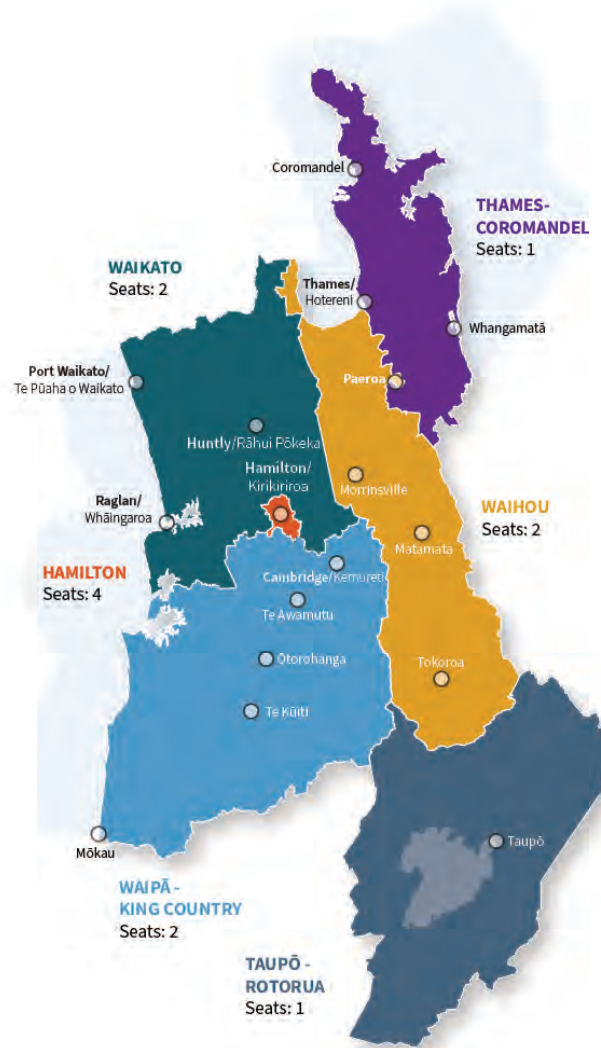 Coromandel
THAMES-
COROMANDEL
Seats: 1
WAIKATO
Seats: 2
Thames/
Hotereni
Whangamatā
Port Waikato/
Te Pūaha o Waikato
Paeroa
Huntly/Rāhui Pōkeka
Hamilton/
Kirikiriroa
Morrinsville
Raglan/
Whāingaroa
WAIHOU
Seats: 2
Matamata
HAMILTON
Seats: 4
Cambridge/Kemureti
Te Awamutu
Ōtorohanga
Tokoroa
Te Kūiti
Mōkau
Taupō
WAIPĀ -
KING COUNTRY
Seats: 2
TAUPŌ -
ROTORUA
Seats: 1